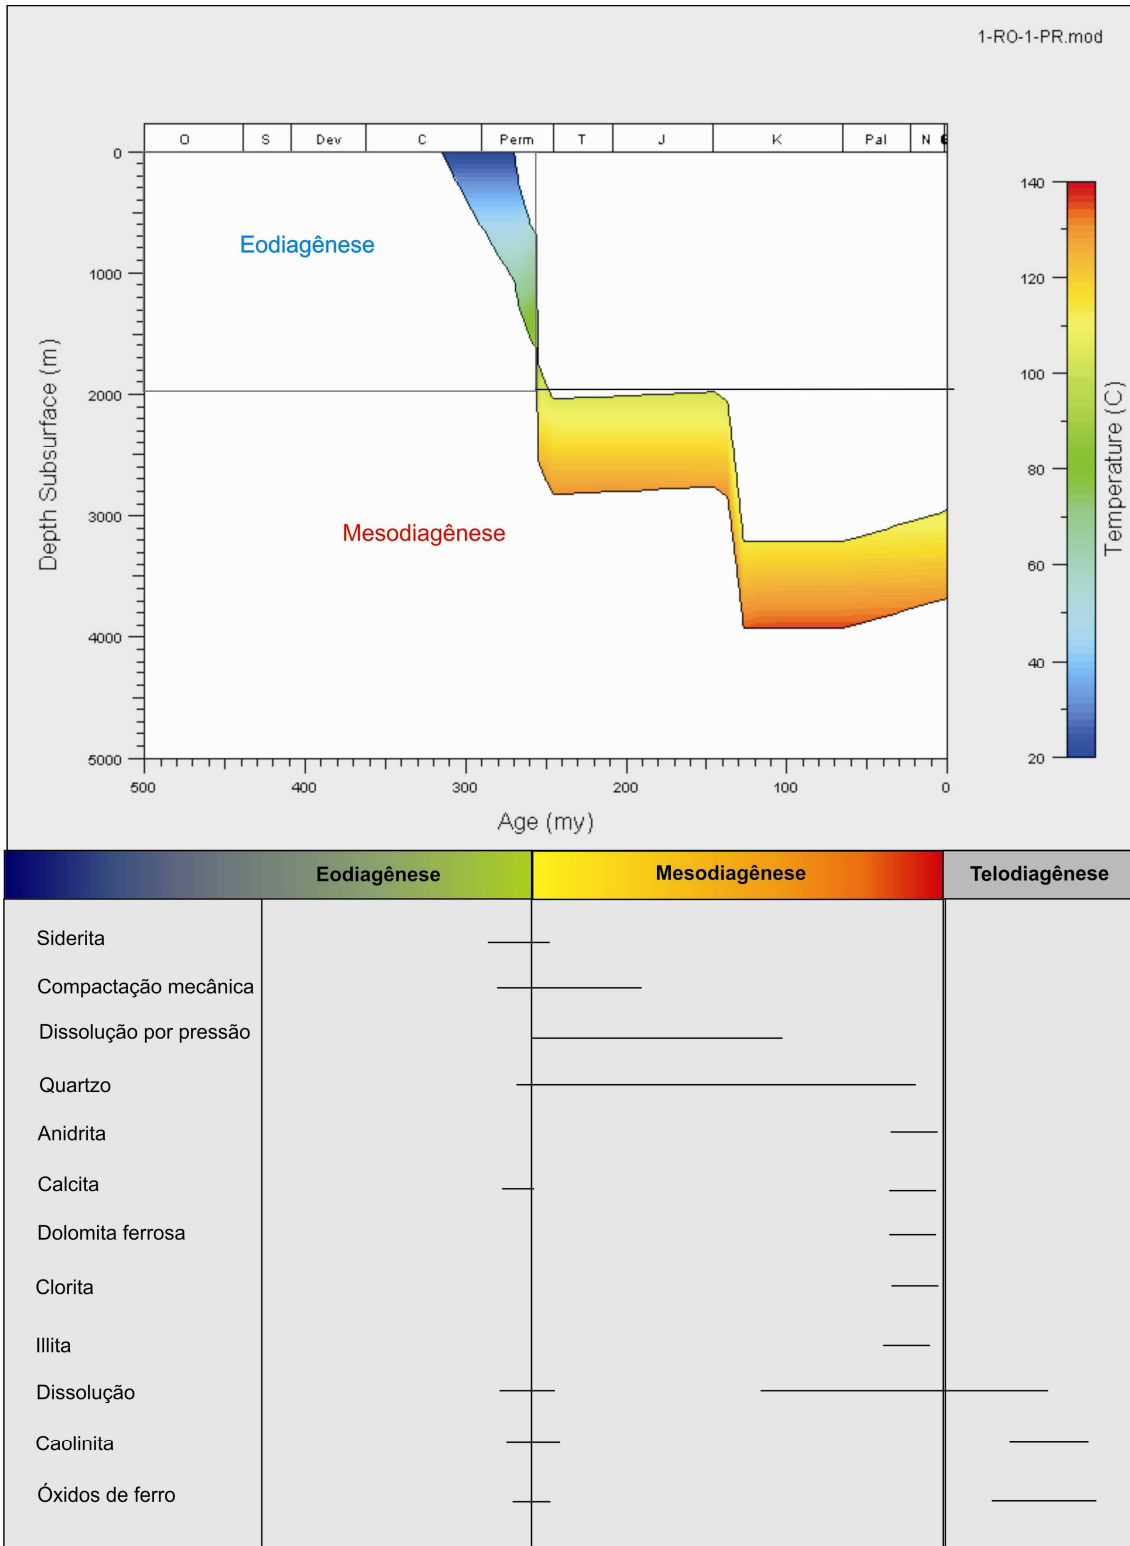 1-RO-1-PR.mod
O S Dev C Perm T J K Pal N
0
1000
2000
3000
4000
5000
Depth Subsurface (m)
Eodiagênese
Mesodiagênese
500 400 300 200 100 0
Age (my)
140
120
100
80
60
40
20
Temperature (C)
Eodiagênese Mesodiagênese Telodiagênese
Siderita
Compactação mecânica
Dissolução por pressão
Quartzo
Anidrita
Calcita
Dolomita ferrosa
Clorita
Illita
Dissolução
Caolinita
Óxidos de ferro